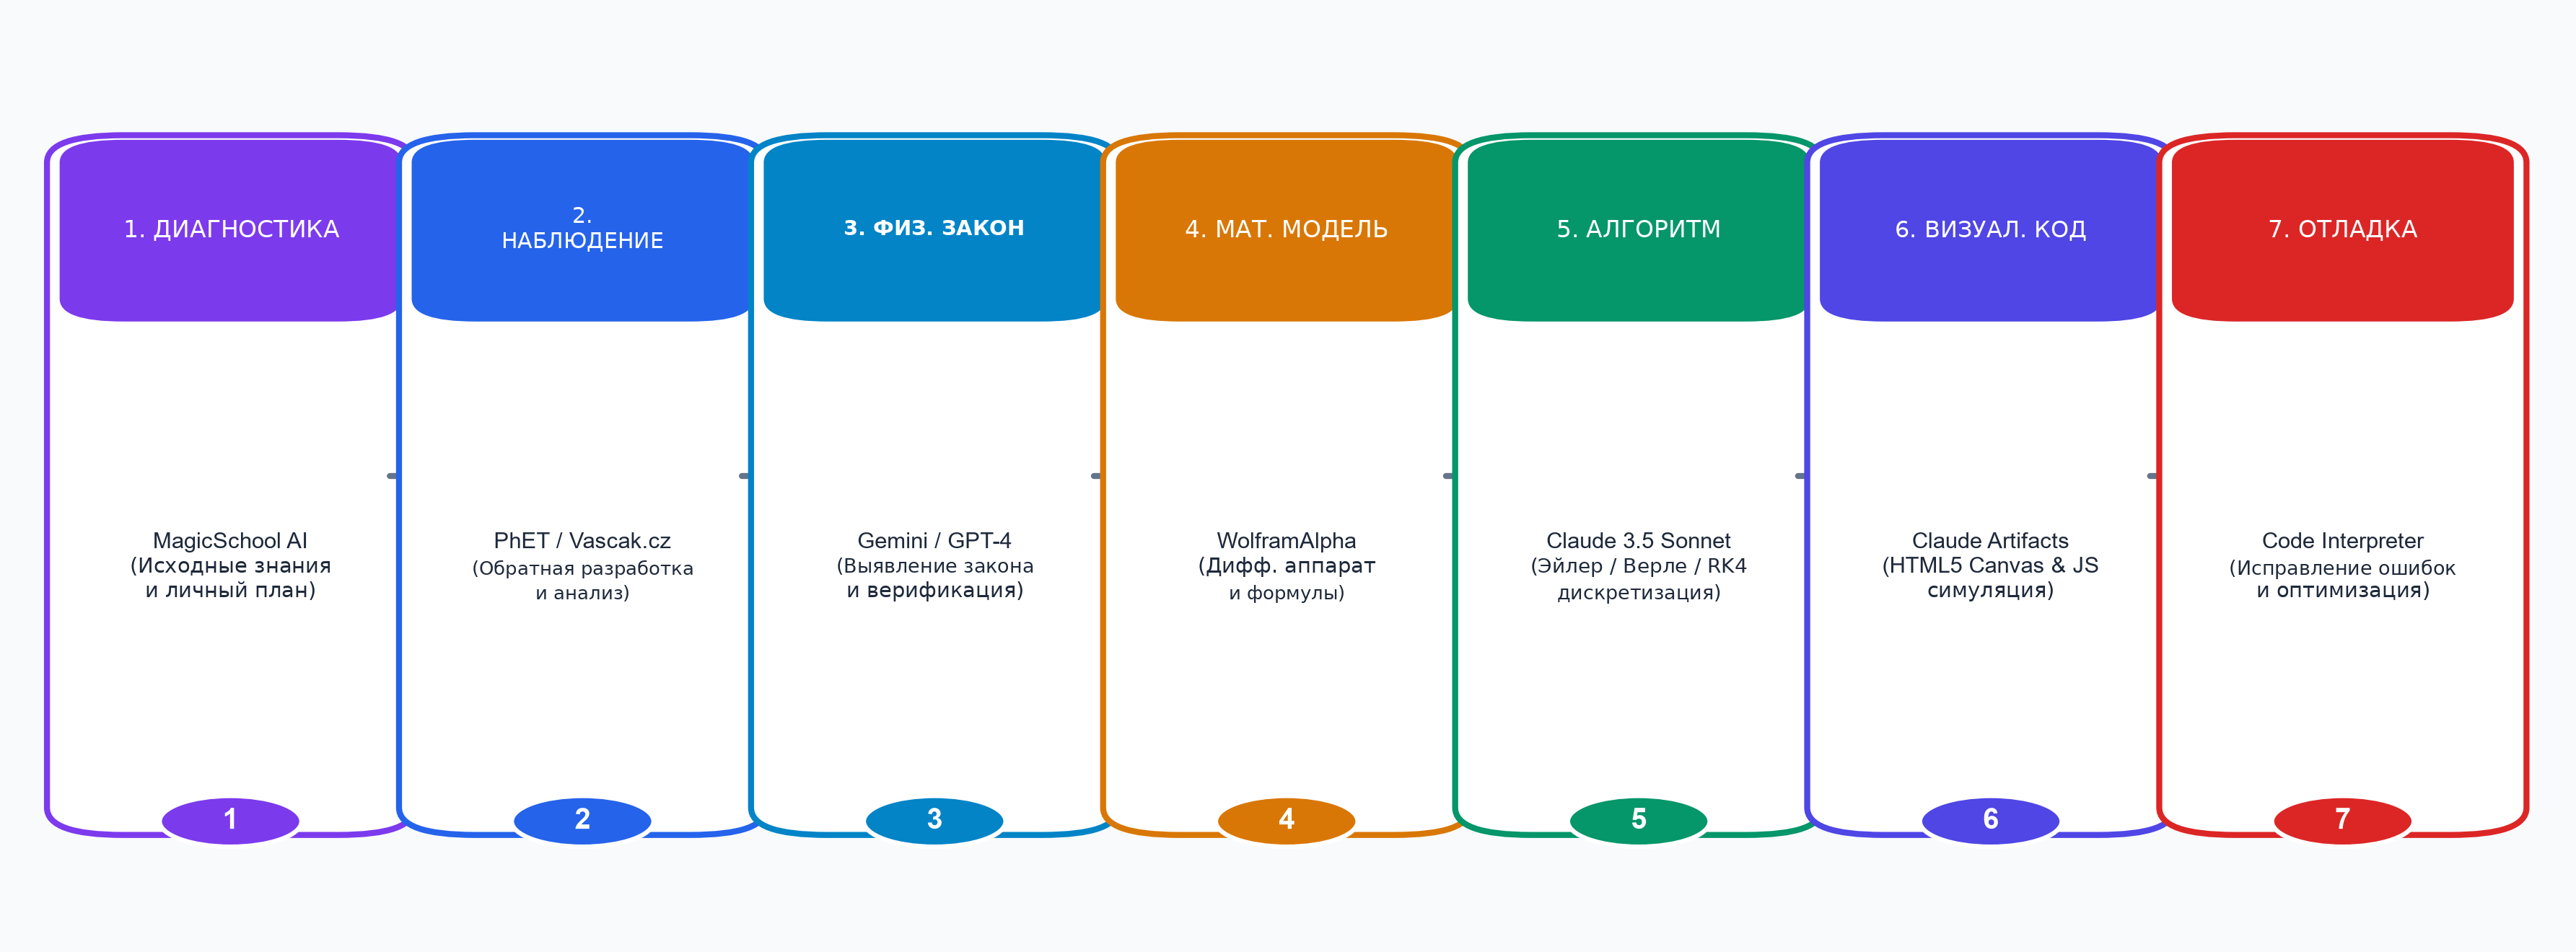 1. ДИАГНОСТИКА
MagicSchool AI
(Исходные знания
и личный план)
1
2.
НАБЛЮДЕНИЕ
PhET / Vascak.cz
(Обратная разработка
и анализ)
2
3. ФИЗ. ЗАКОН
Gemini / GPT-4
(Выявление закона
и верификация)
3
4. МАТ. МОДЕЛЬ
WolframAlpha
(Дифф. аппарат
и формулы)
4
5. АЛГОРИТМ
Claude 3.5 Sonnet
(Эйлер / Верле / RK4
дискретизация)
5
6. ВИЗУАЛ. КОД
Claude Artifacts
(HTML5 Canvas & JS
симуляция)
6
7. ОТЛАДКА
Code Interpreter
(Исправление ошибок
и оптимизация)
7